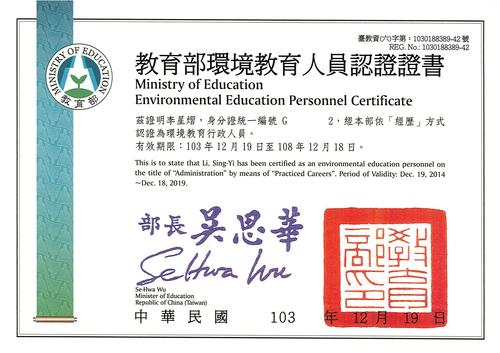 臺教資(六)字第:1030188389-42 號
REG. No.: 1030188389-42
MINISTRY OF EDUCATION
教育部
教育部環境教育人員認證證書
Ministry of Education
Environmental Education Personnel Certificate
茲證明李星熠,身分證統一編號 G 2,經本部依「經歷」方式
認證為環境教育行政人員。
有效期限:103 年 12 月 19 日至 108 年 12 月 18 日。
This is to state that Li, Sing-Yi has been certified as an environmental education personnel on
the title of "Administration" by means of "Practiced Careers". Period of Validity: Dec. 19, 2014
~Dec. 18, 2019.
部長 吳思華
SeHwa Wu
Se-Hwa Wu
Minister of Education
Republic of China (Taiwan)
中華民國 103 年 12 月 19 日